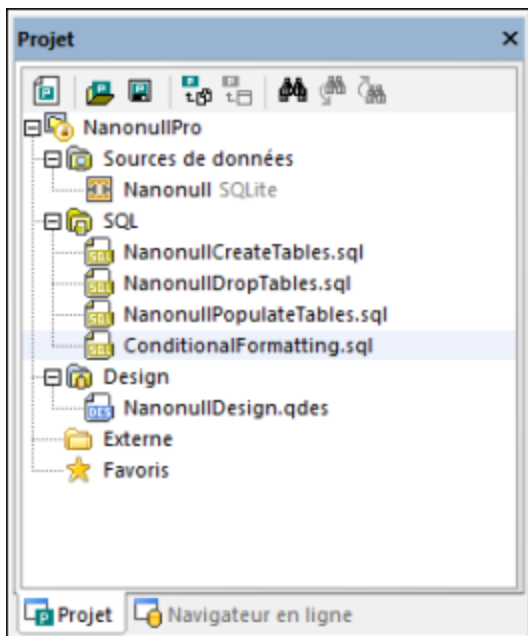 Projet
NanonullPro
Sources de données
Nanonull SQLite
SQL
NanonullCreateTables.sql
NanonullDropTables.sql
NanonullPopulateTables.sql
ConditionalFormatting.sql
Design
NanonullDesign.qdes
Externe
Favoris
Projet Navigateur en ligne